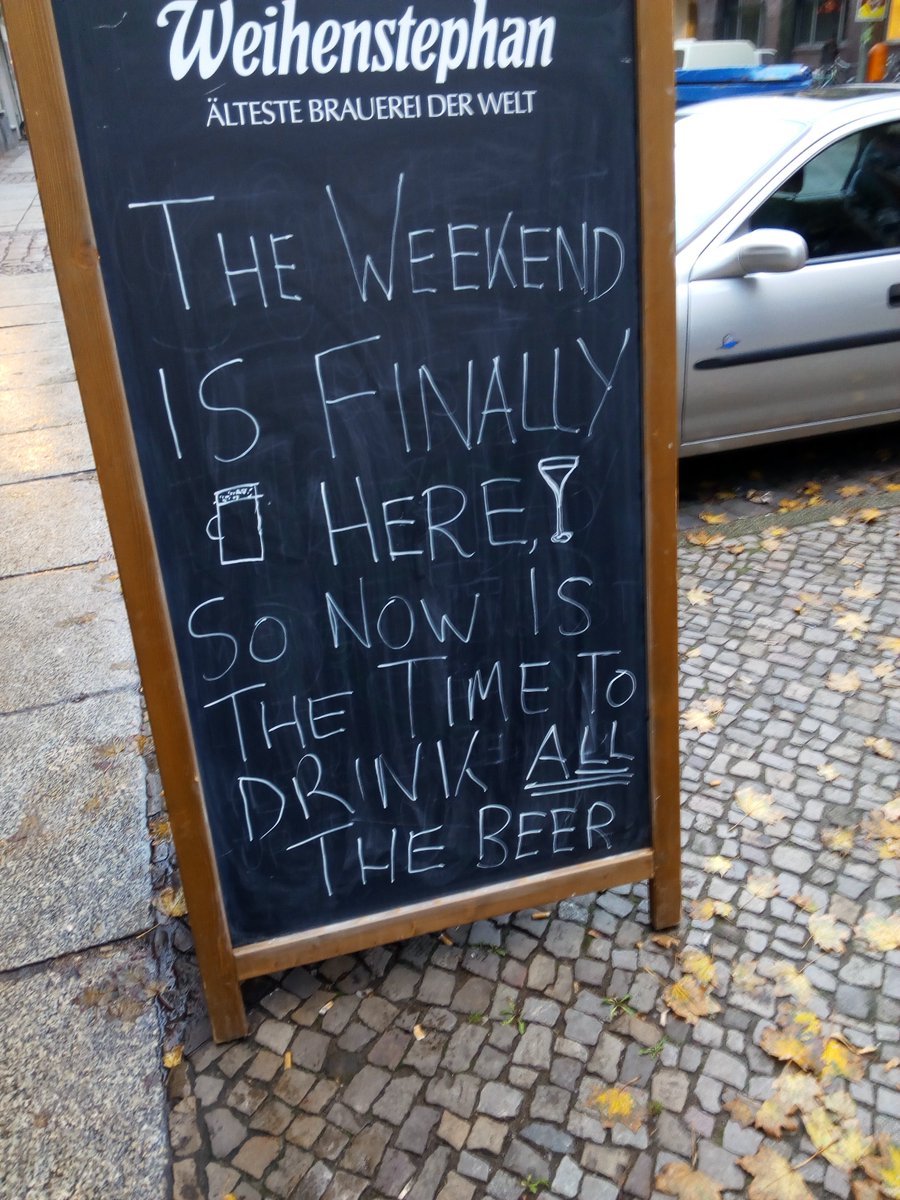 Weihenstephan
ÄLTESTE BRAUEREI DER WELT
THE WEEKEND
IS FINALLY
HERE,
SO NOW IS
THE TIME TO
DRINK ALL
THE BEER